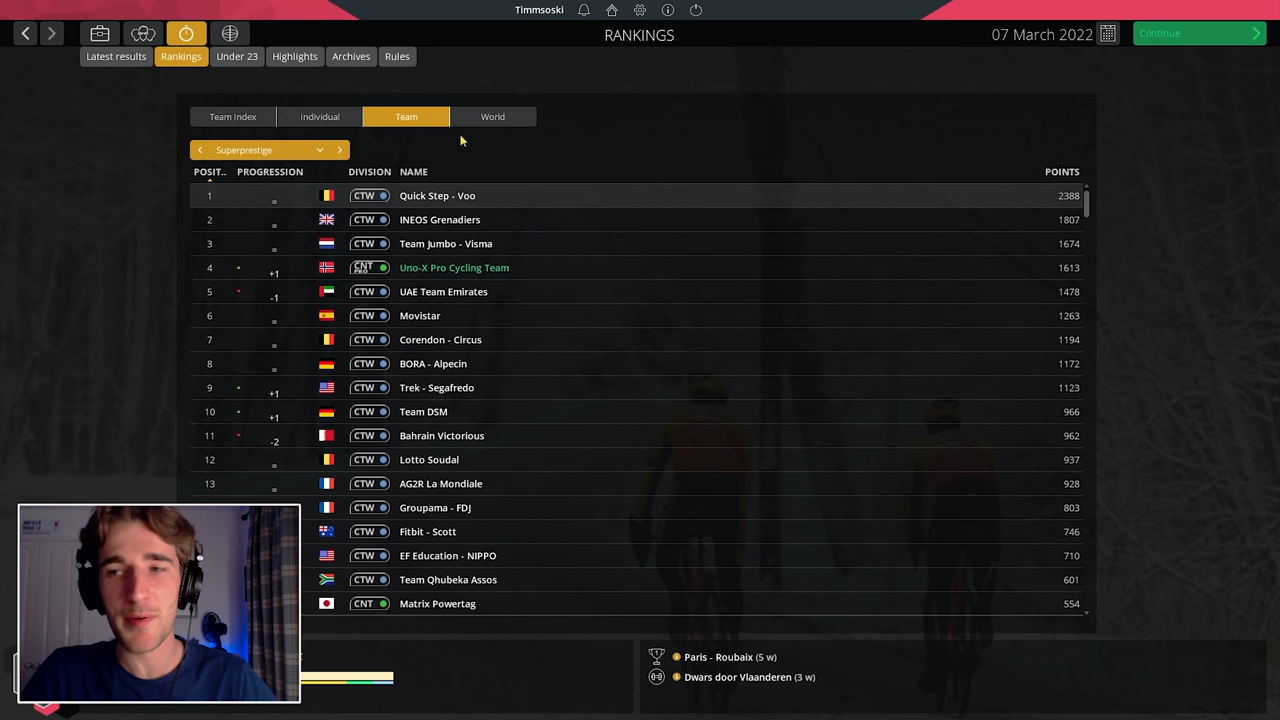 Timmsoski
RANKINGS
07 March 2022
Continue
Latest results
Rankings
Under 23
Highlights
Archives
Rules
Team Index
Individual
Team
World
Superprestige
POSIT.. PROGRESSION DIVISION NAME POINTS
1 = CTW Quick Step - Voo 2388
2 = CTW INEOS Grenadiers 1807
3 = CTW Team Jumbo - Visma 1674
4 +1 CNT PRO Uno-X Pro Cycling Team 1613
5 -1 CTW UAE Team Emirates 1478
6 = CTW Movistar 1263
7 = CTW Corendon - Circus 1194
8 = CTW BORA - Alpecin 1172
9 +1 CTW Trek - Segafredo 1123
10 +1 CTW Team DSM 966
11 -2 CTW Bahrain Victorious 962
12 = CTW Lotto Soudal 937
13 = CTW AG2R La Mondiale 928
CTW Groupama - FDJ 803
CTW Fitbit - Scott 746
CTW EF Education - NIPPO 710
CTW Team Qhubeka Assos 601
CNT Matrix Powertag 554
Paris - Roubaix (5 w)
Dwars door Vlaanderen (3 w)